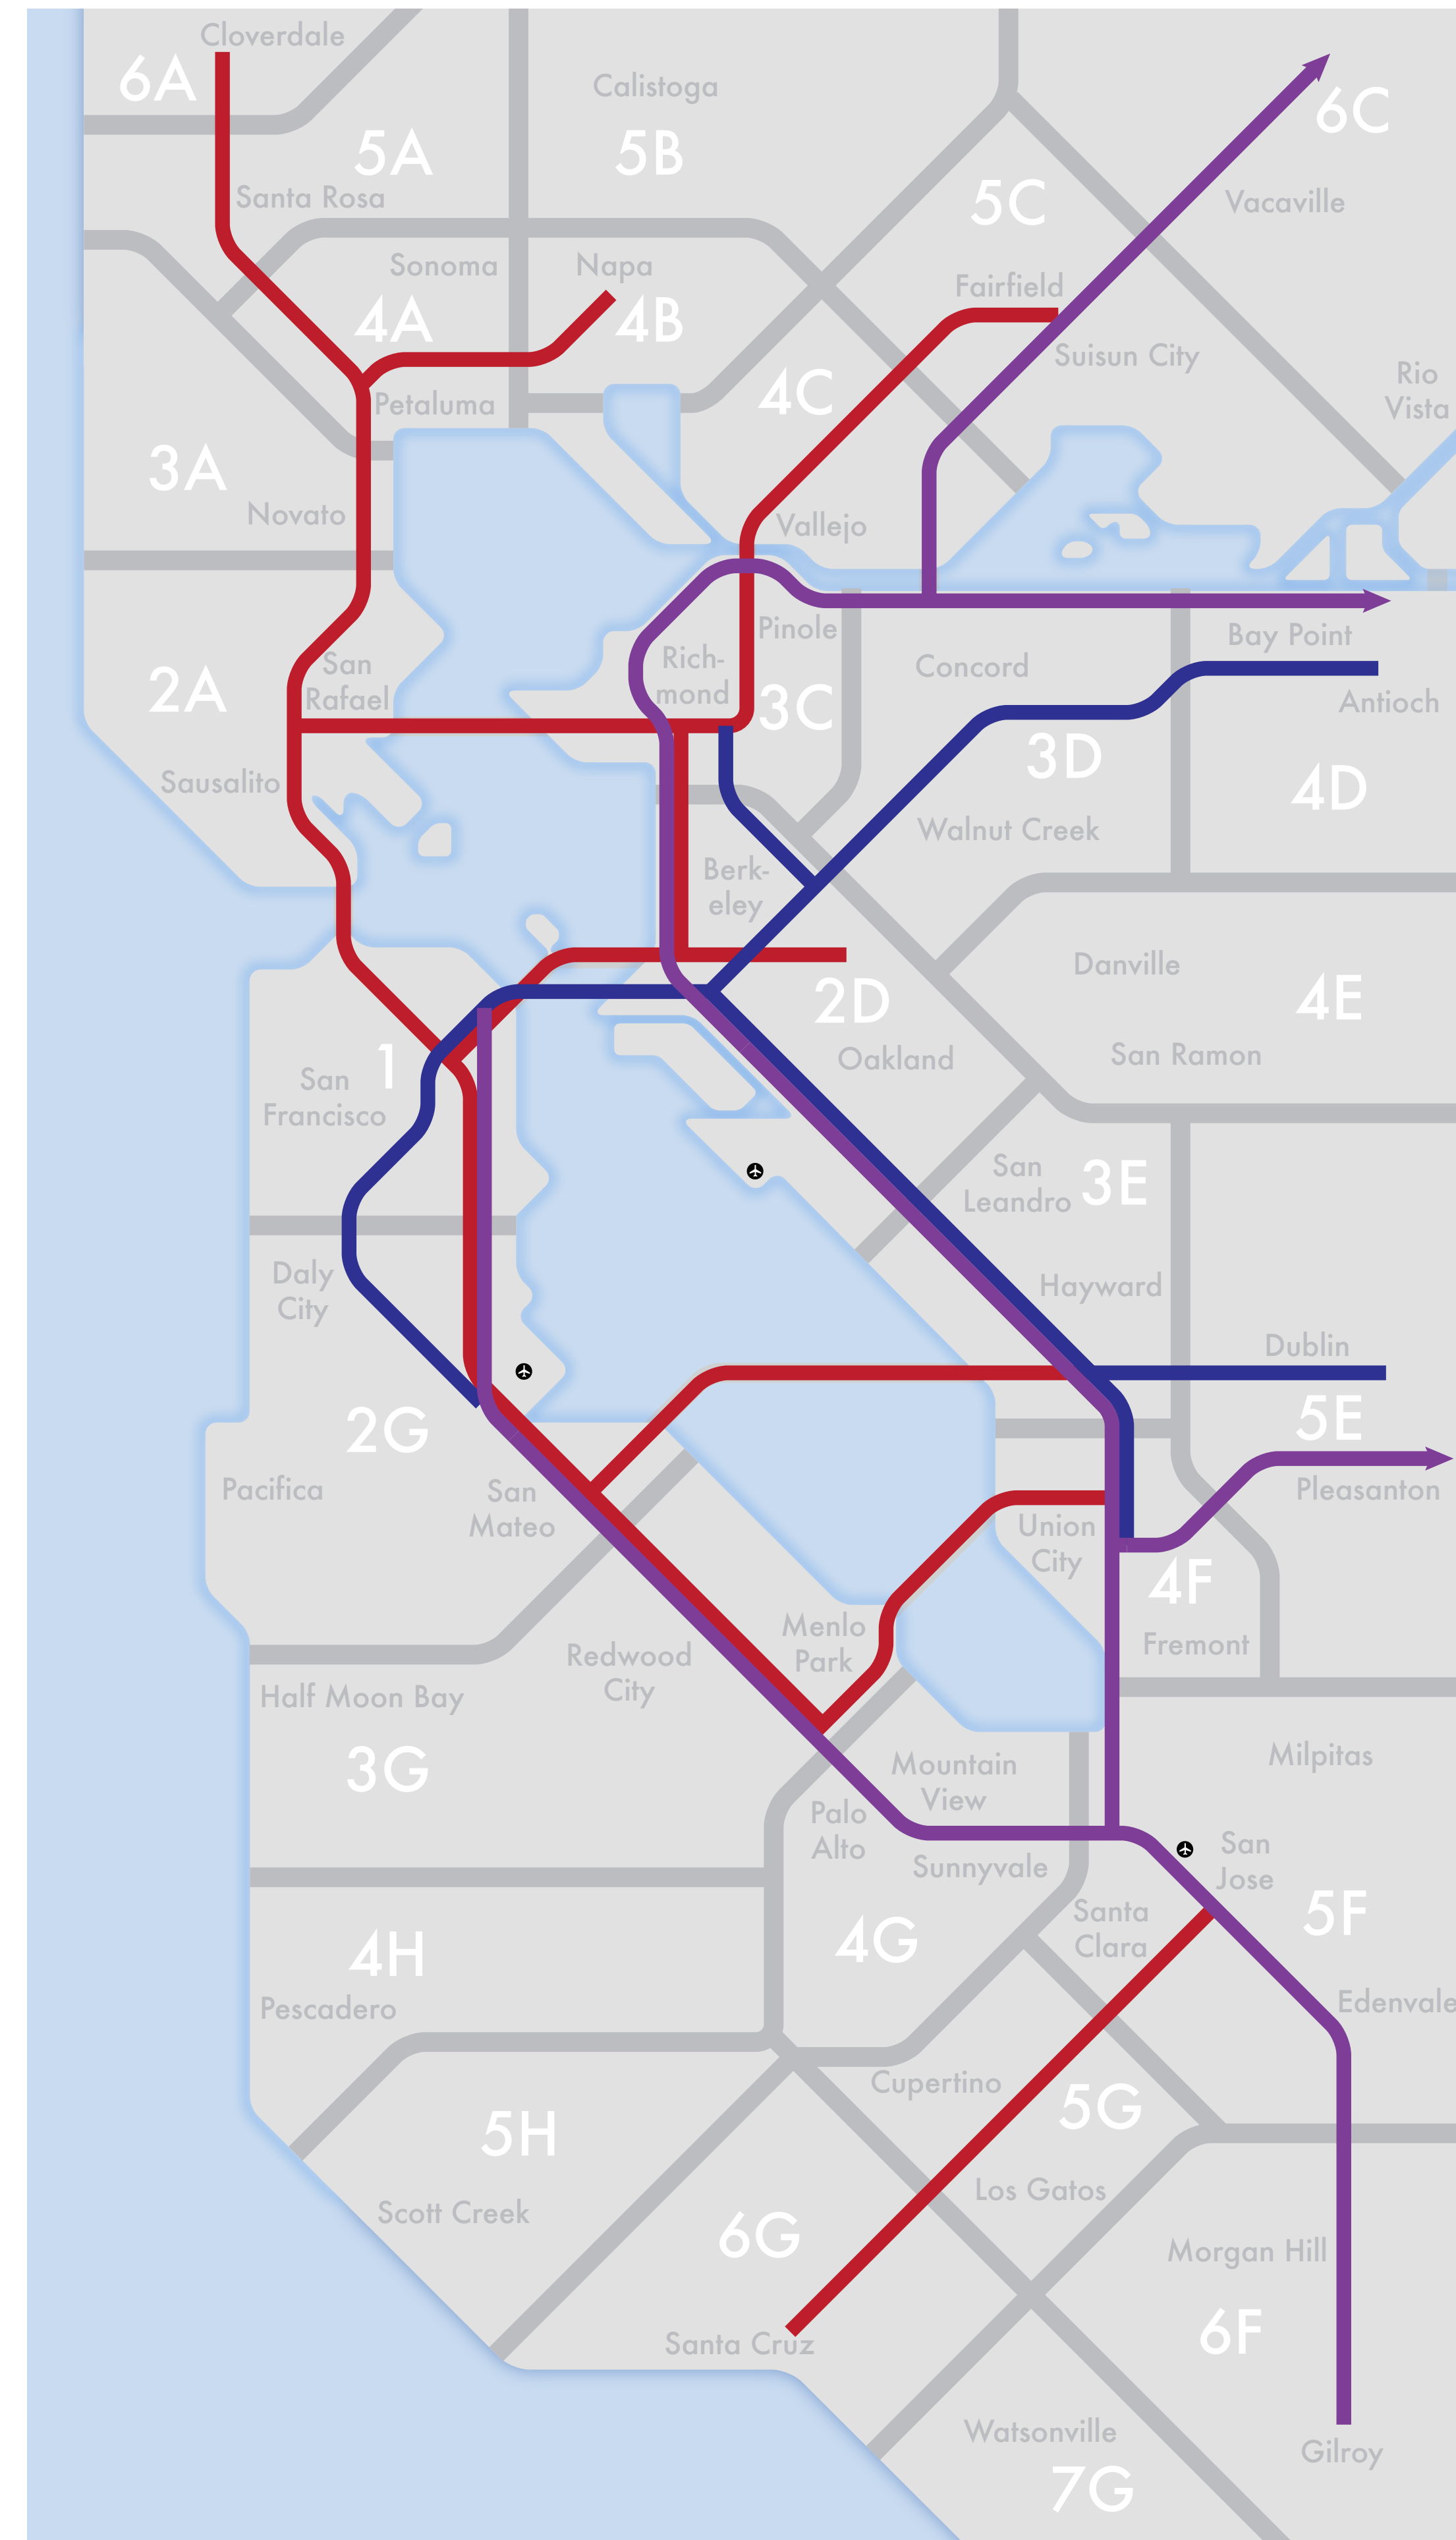 Cloverdale
6A
Calistoga
6C
5A
5B
Santa Rosa
5C
Vacaville
Sonoma
Napa
Fairfield
4A
4B
Suisun City
Rio
Vista
Petaluma
4C
3A
Novato
Vallejo
Pinole
Bay Point
San
Rafael
Rich-
mond
Concord
2A
3C
Antioch
3D
Sausalito
4D
Walnut Creek
Berk-
eley
Danville
2D
4E
1
Oakland
San Ramon
San
Francisco
San
Leandro
3E
Daly
City
Hayward
Dublin
2G
5E
Pacifica
San
Mateo
Pleasanton
Union
City
4F
Menlo
Park
Fremont
Redwood
City
Half Moon Bay
3G
Mountain
View
Milpitas
Palo
Alto
San
Jose
Sunnyvale
Santa
Clara
5F
4G
4H
Pescadero
Edenvale
Cupertino
5G
5H
Los Gatos
Scott Creek
6G
Morgan Hill
6F
Santa Cruz
Watsonville
Gilroy
7G